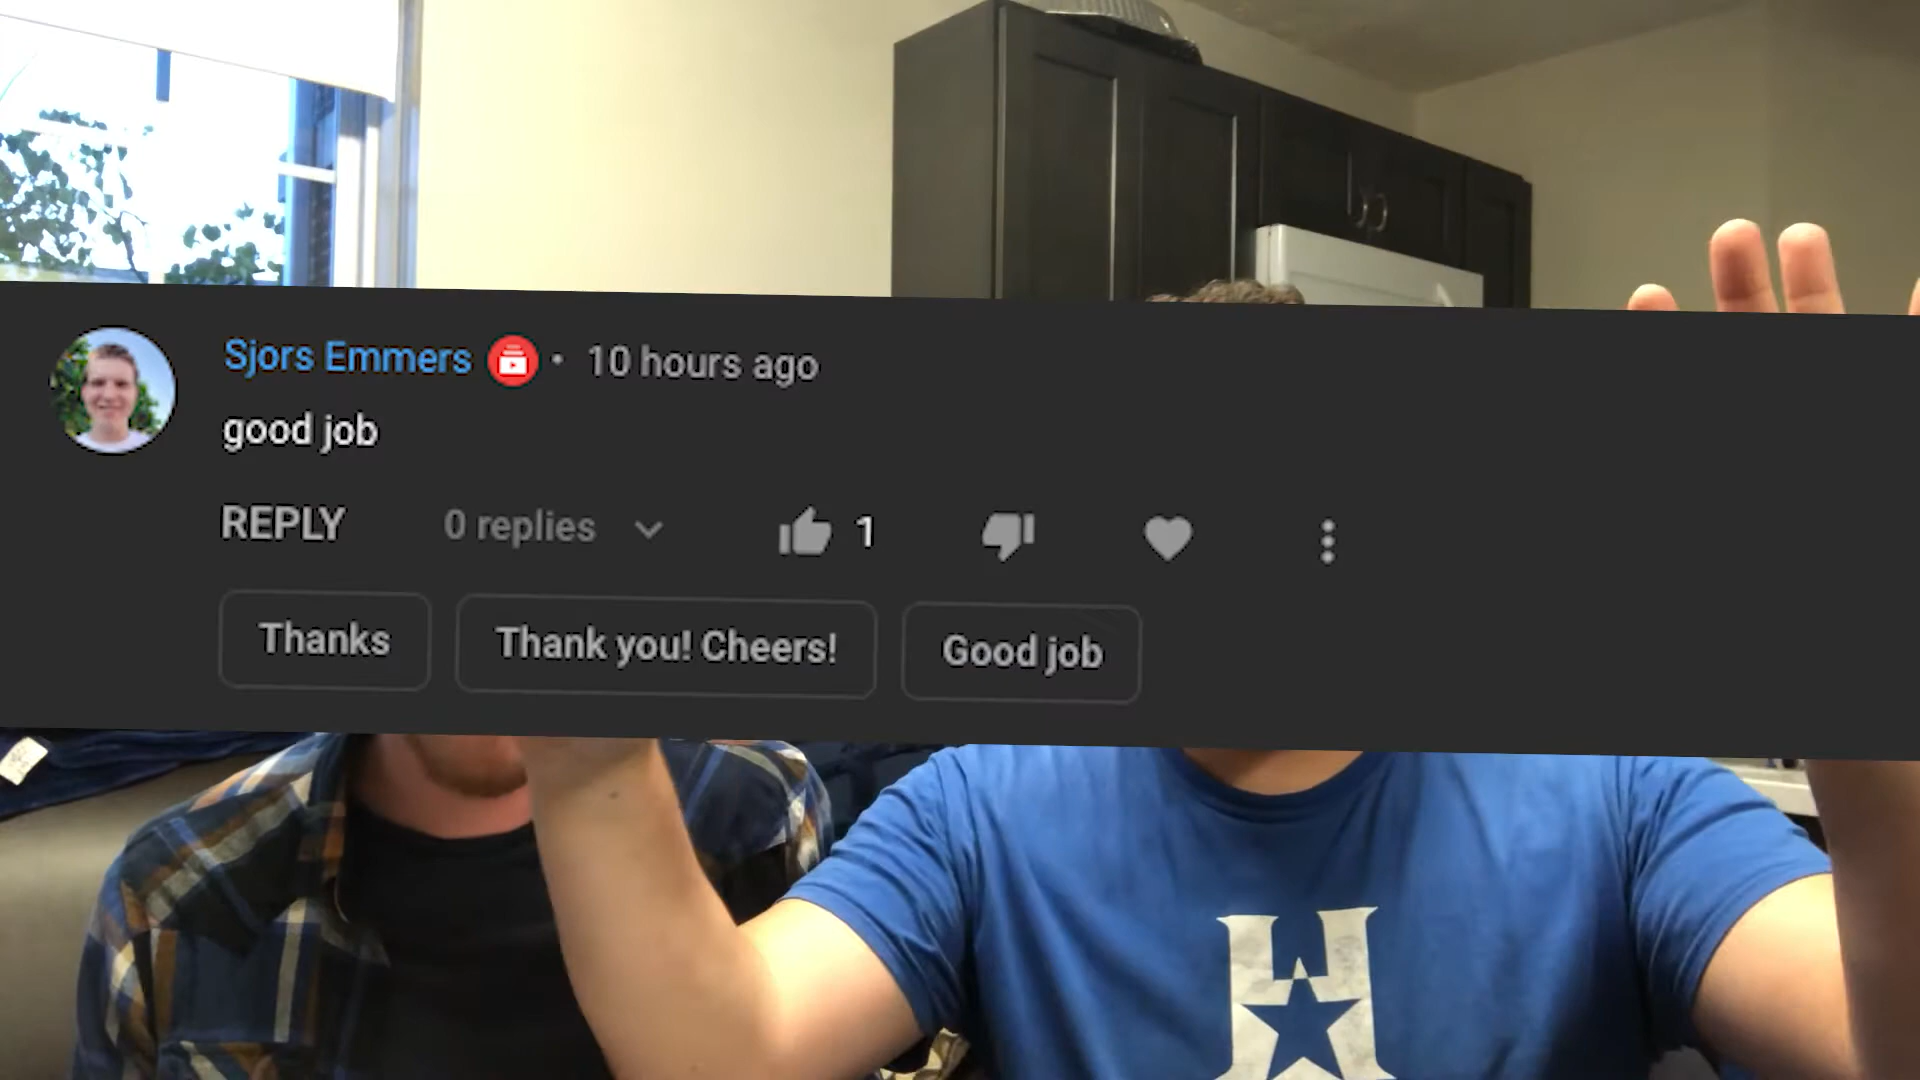 Sjors Emmers • 10 hours ago
good job
REPLY 0 replies 1
Thanks Thank you! Cheers! Good job
H